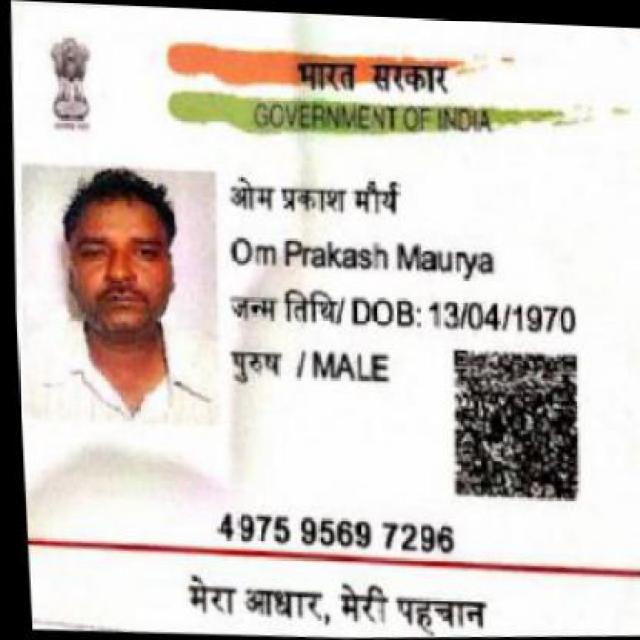 भारत सरकार
GOVERNMENT OF INDIA
ओम प्रकाश मौर्य
Om Prakash Maurya
जन्म तिथि/ DOB: 13/04/1970
पुरुष / MALE
4975 9569 7296
मेरा आधार, मेरी पहचान